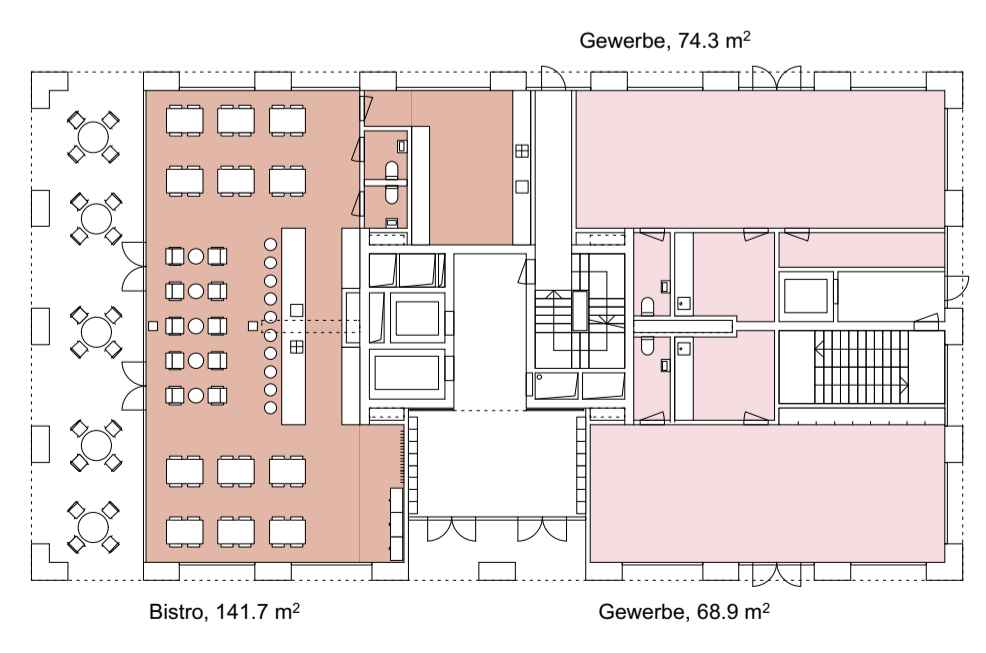 Gewerbe, 74.3 m²
Bistro, 141.7 m²
Gewerbe, 68.9 m²